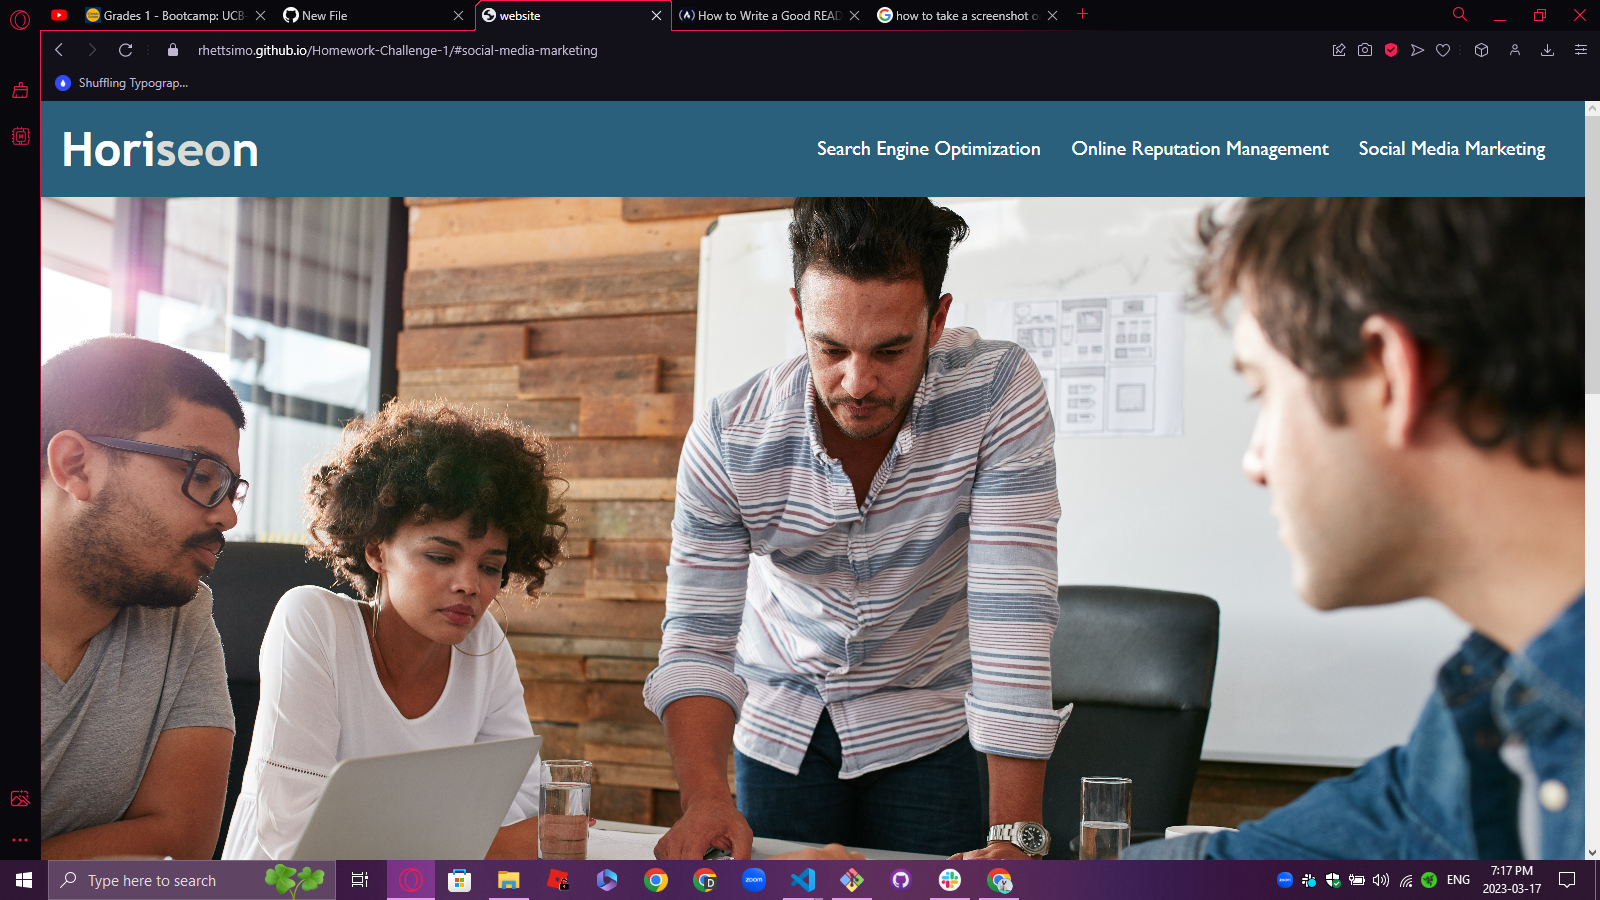 Grades 1 - Bootcamp: UCB-
New File
website
How to Write a Good READ
how to take a screenshot o
rhettsimo.github.io/Homework-Challenge-1/#social-media-marketing
Shuffling Typograp...
Horiseon
Search Engine Optimization
Online Reputation Management
Social Media Marketing
Type here to search
zoom
D
ENG
7:17 PM
2023-03-17